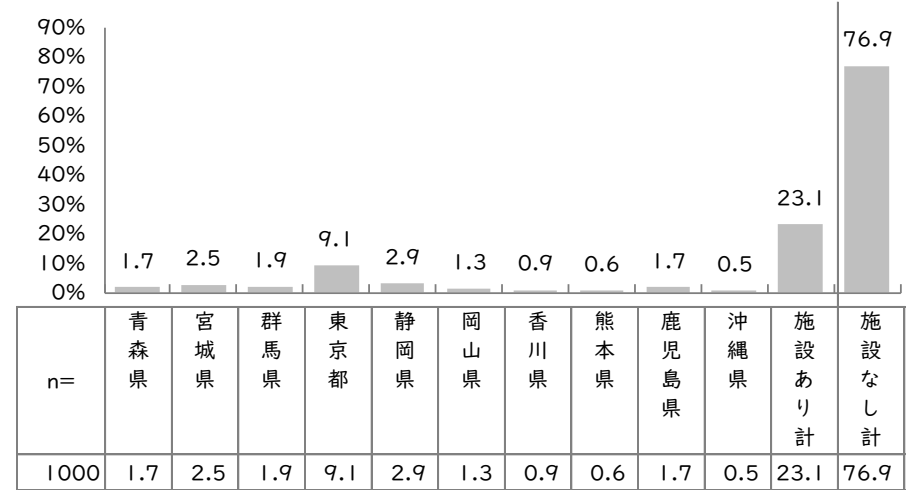 90%
80%
70%
60%
50%
40%
30%
20%
10%
0%
1.7 2.5 1.9 9.1 2.9 1.3 0.9 0.6 1.7 0.5 23.1 76.9
n=
青森県
宮城県
群馬県
東京都
静岡県
岡山県
香川県
熊本県
鹿児島県
沖縄県
施設あり計
施設なし計
1000 1.7 2.5 1.9 9.1 2.9 1.3 0.9 0.6 1.7 0.5 23.1 76.9